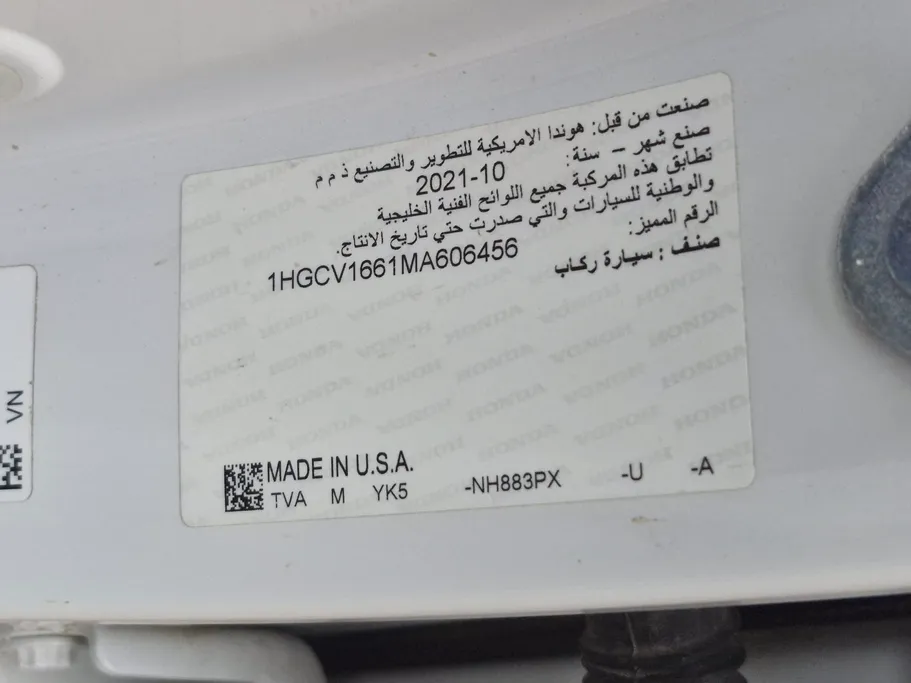 صنعت من قبل: هوندا الامريكية للتطوير والتصنيع ذ م م
صنع شهر – سنة: 2021-10
تطابق هذه المركبة جميع اللوائح الفنية الخليجية
والوطنية للسيارات والتي صدرت حتي تاريخ الانتاج.
الرقم المميز: 1HGCV1661MA606456
صنف : سيارة ركاب
MADE IN U.S.A.
TVA M YK5 -NH883PX -U -A
VN